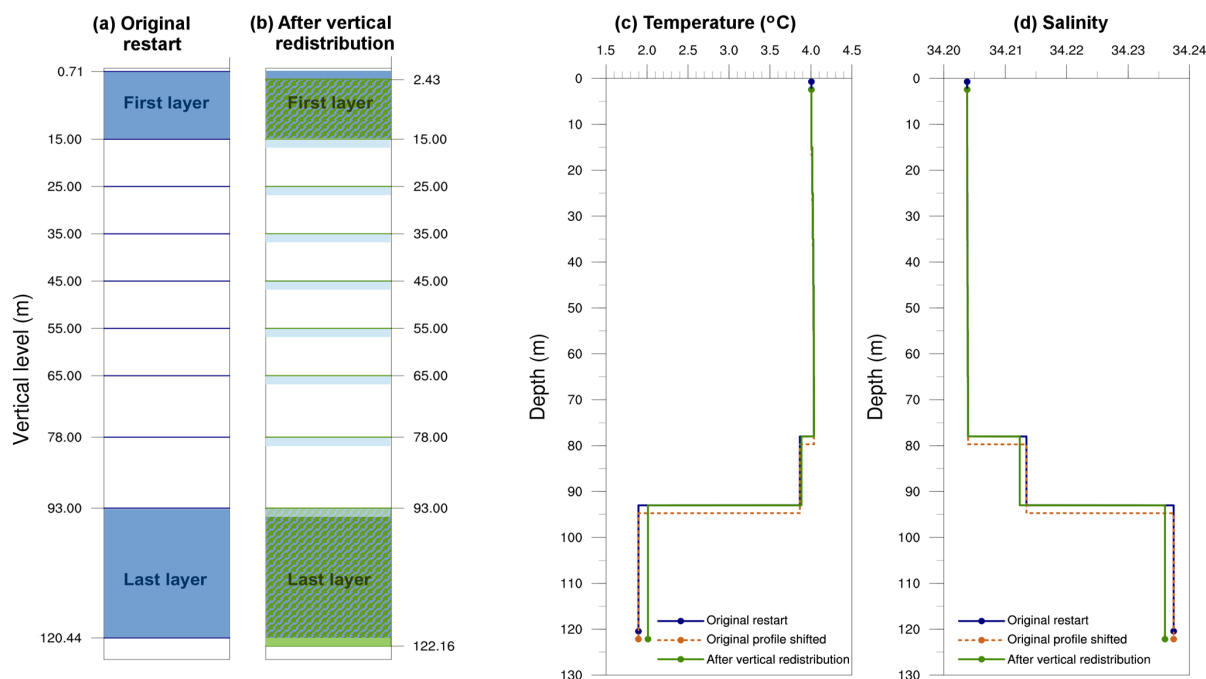 (a) Original
restart
(b) After vertical
redistribution
0.71
First layer
15.00
25.00
35.00
45.00
55.00
65.00
78.00
93.00
Last layer
120.44
Vertical level (m)
2.43
First layer
15.00
25.00
35.00
45.00
55.00
65.00
78.00
93.00
Last layer
122.16
(c) Temperature (°C)
1.5 2.0 2.5 3.0 3.5 4.0 4.5
0
10
20
30
40
50
60
70
80
90
100
110
120
130
Depth (m)
Original restart
Original profile shifted
After vertical redistribution
(d) Salinity
34.20 34.21 34.22 34.23 34.24
0
10
20
30
40
50
60
70
80
90
100
110
120
130
Depth (m)
Original restart
Original profile shifted
After vertical redistribution